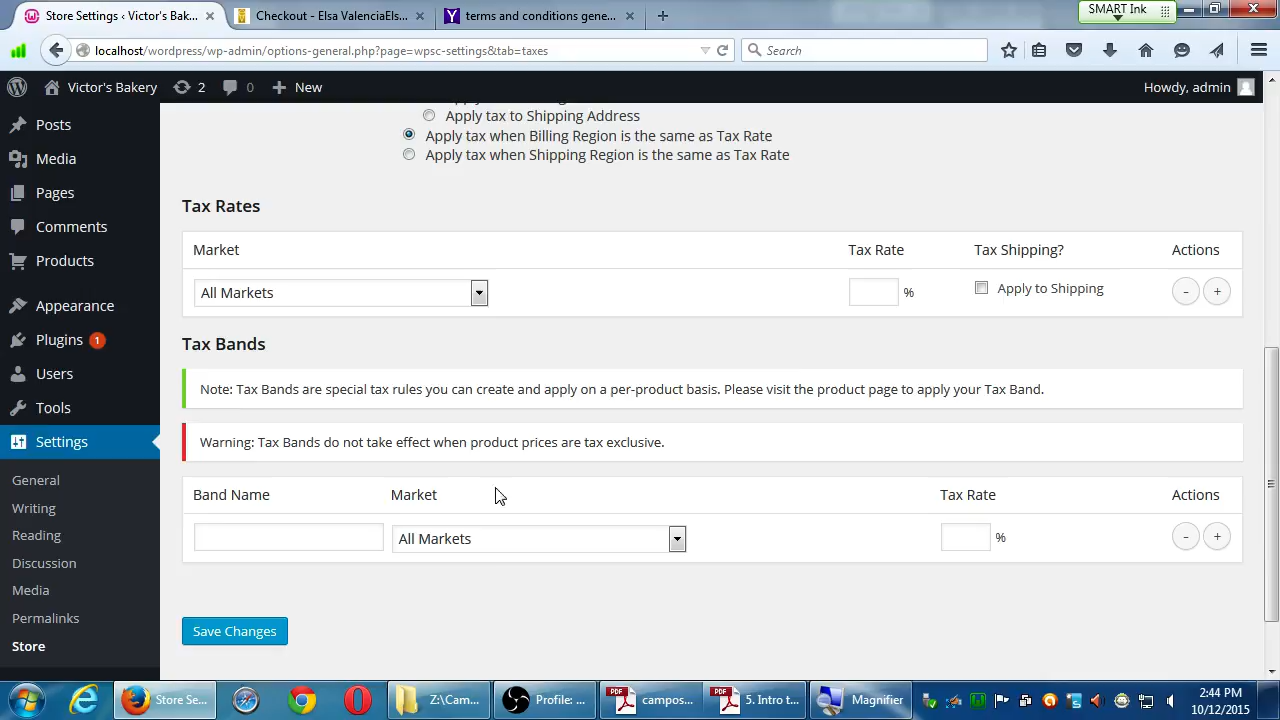 Store Settings ‹ Victor's Bak...
Checkout - Elsa ValenciaEls...
terms and conditions gene...
SMART Ink
localhost/wordpress/wp-admin/options-general.php?page=wpsc-settings&tab=taxes
Search
Victor's Bakery
2
0
New
Howdy, admin
Posts
Media
Pages
Comments
Products
Appearance
Plugins 1
Users
Tools
Settings
General
Writing
Reading
Discussion
Media
Permalinks
Store
Apply tax to Shipping Address
Apply tax when Billing Region is the same as Tax Rate
Apply tax when Shipping Region is the same as Tax Rate
Tax Rates
Market Tax Rate Tax Shipping? Actions
All Markets % Apply to Shipping - +
Tax Bands
Note: Tax Bands are special tax rules you can create and apply on a per-product basis. Please visit the product page to apply your Tax Band.
Warning: Tax Bands do not take effect when product prices are tax exclusive.
Band Name Market Tax Rate Actions
All Markets % - +
Save Changes
Store Se...
Z:\Cam...
Profile: ...
campos...
5. Intro t...
Magnifier
2:44 PM
10/12/2015